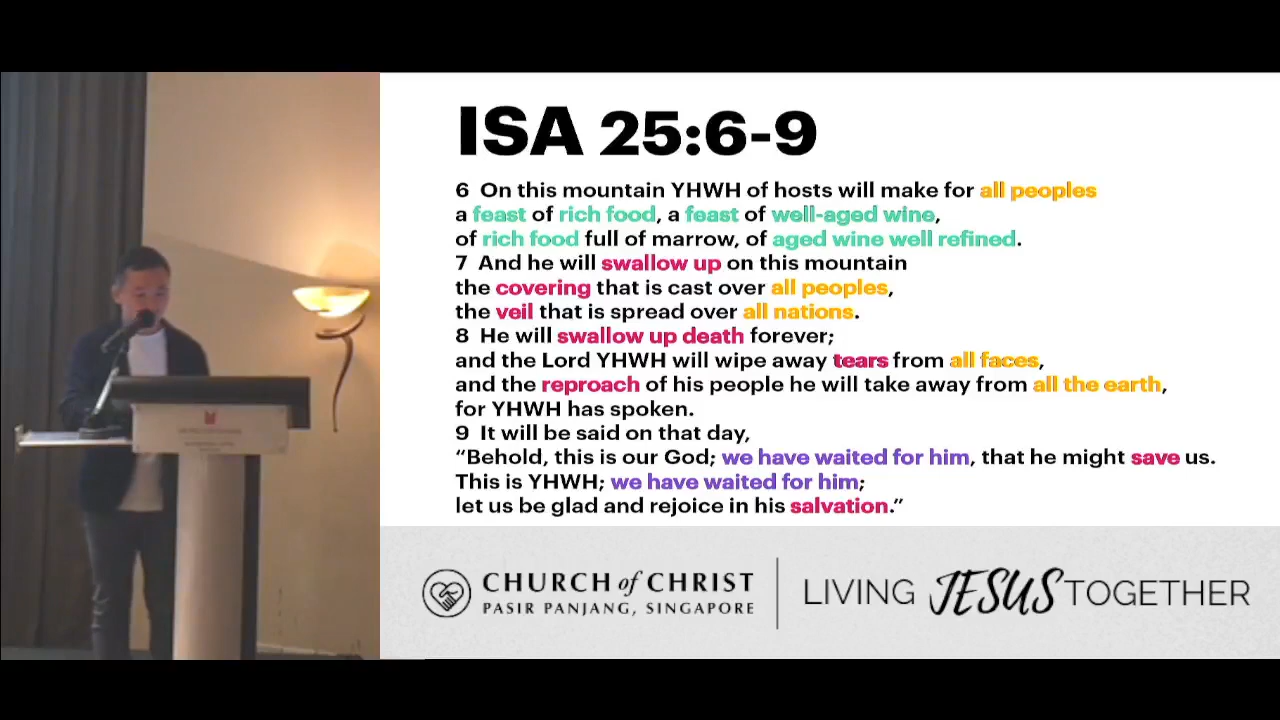 ISA 25:6-9
6 On this mountain YHWH of hosts will make for all peoples
a feast of rich food, a feast of well-aged wine,
of rich food full of marrow, of aged wine well refined.
7 And he will swallow up on this mountain
the covering that is cast over all peoples,
the veil that is spread over all nations.
8 He will swallow up death forever;
and the Lord YHWH will wipe away tears from all faces,
and the reproach of his people he will take away from all the earth,
for YHWH has spoken.
9 It will be said on that day,
“Behold, this is our God; we have waited for him, that he might save us.
This is YHWH; we have waited for him;
let us be glad and rejoice in his salvation.”
CHURCH of CHRIST
PASIR PANJANG, SINGAPORE
LIVING JESUS TOGETHER